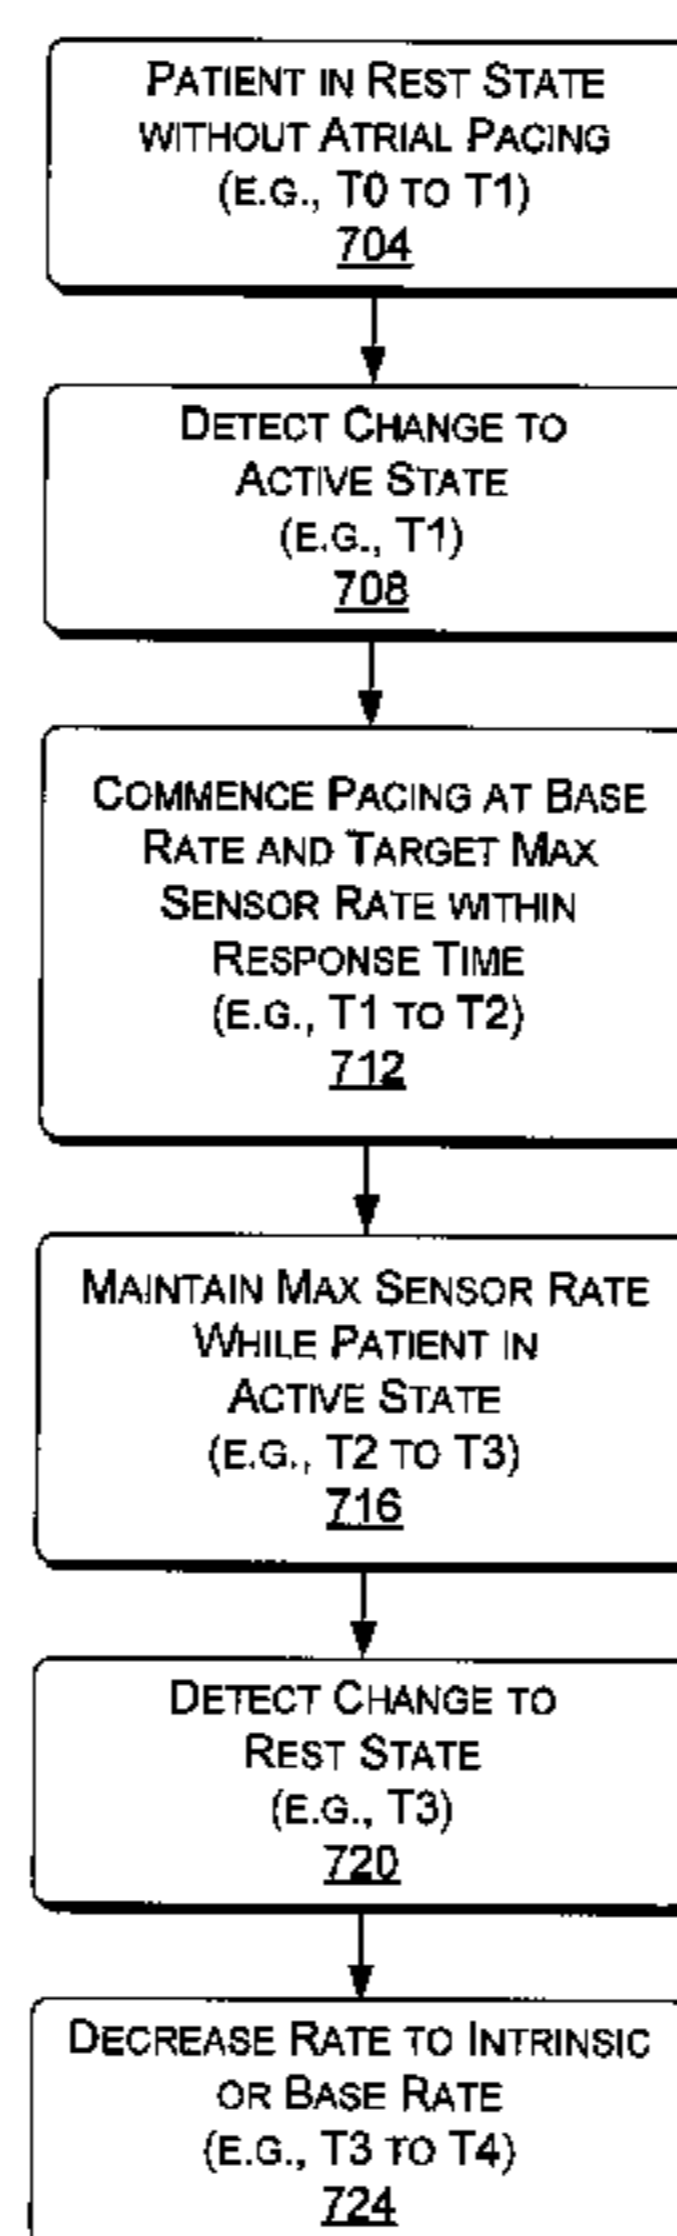 PATIENT IN REST STATE
WITHOUT ATRIAL PACING
(E.G., T0 TO T1)
704
DETECT CHANGE TO
ACTIVE STATE
(E.G., T1)
708
COMMENCE PACING AT BASE
RATE AND TARGET MAX
SENSOR RATE WITHIN
RESPONSE TIME
(E.G., T1 TO T2)
712
MAINTAIN MAX SENSOR RATE
WHILE PATIENT IN
ACTIVE STATE
(E.G., T2 TO T3)
716
DETECT CHANGE TO
REST STATE
(E.G., T3)
720
DECREASE RATE TO INTRINSIC
OR BASE RATE
(E.G., T3 TO T4)
724